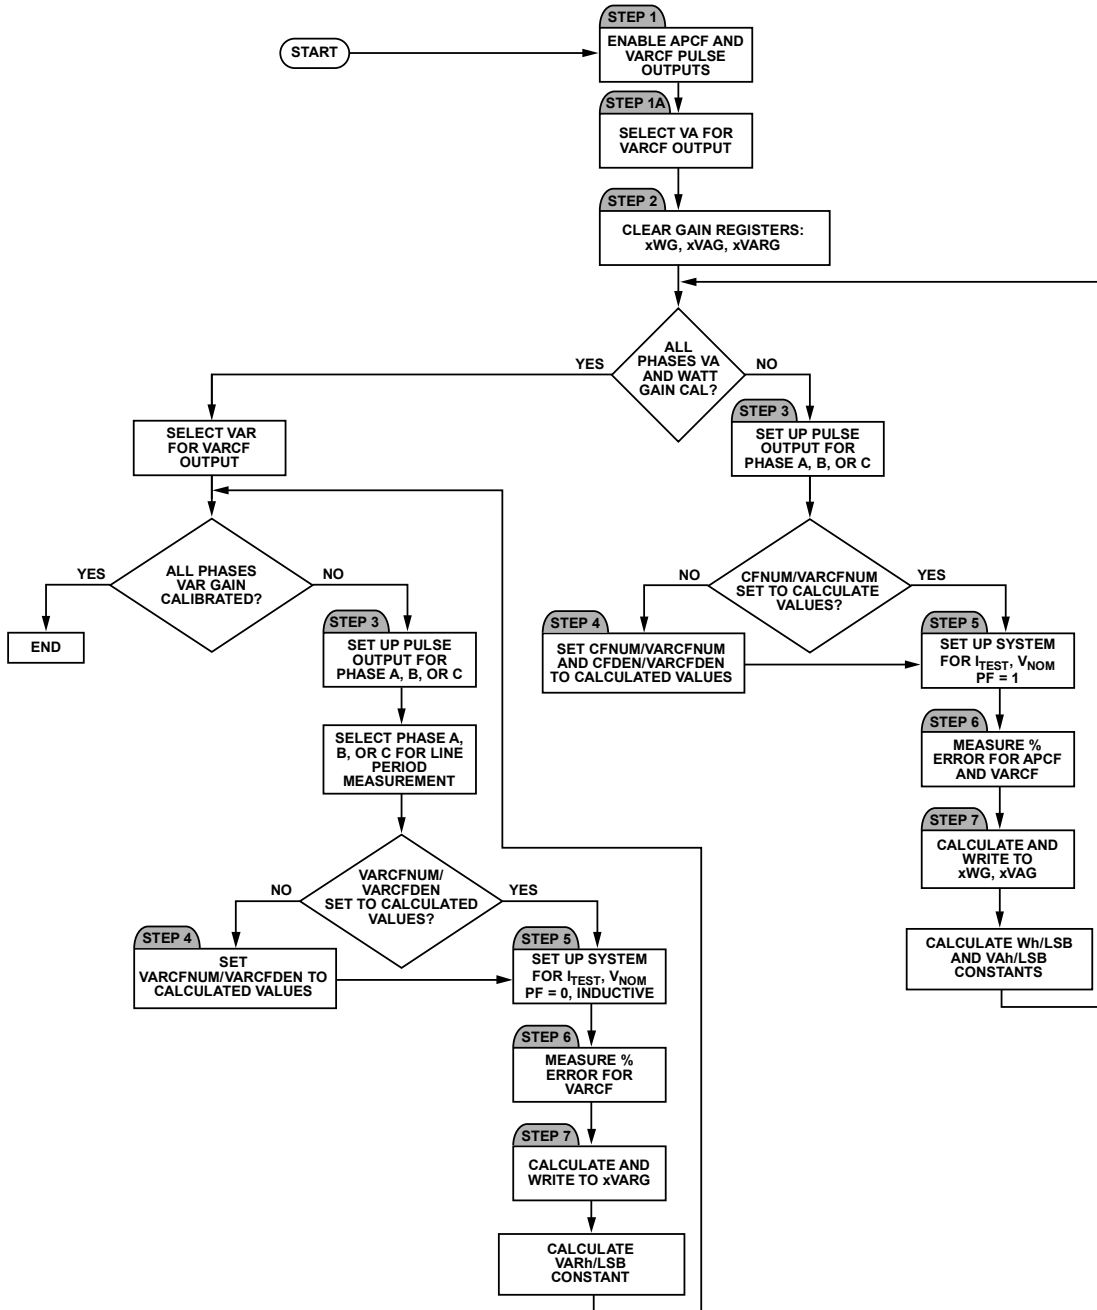 STEP 1
START
ENABLE APCF AND
VARCF PULSE
OUTPUTS
STEP 1A
SELECT VA FOR
VARCF OUTPUT
STEP 2
CLEAR GAIN REGISTERS:
xWG, xVAG, xVARG
ALL
PHASES VA
AND WATT
GAIN CAL?
YES
NO
SELECT VAR
FOR VARCF
OUTPUT
STEP 3
SET UP PULSE
OUTPUT FOR
PHASE A, B, OR C
ALL PHASES
VAR GAIN
CALIBRATED?
YES
NO
END
CFNUM/VARCFNUM
SET TO CALCULATE
VALUES?
NO
YES
STEP 3
SET UP PULSE
OUTPUT FOR
PHASE A, B, OR C
STEP 4
SET CFNUM/VARCFNUM
AND CFDEN/VARCFDEN
TO CALCULATED VALUES
STEP 5
SET UP SYSTEM
FOR ITEST, VNOM
PF = 1
SELECT PHASE A,
B, OR C FOR LINE
PERIOD
MEASUREMENT
STEP 6
MEASURE %
ERROR FOR APCF
AND VARCF
STEP 7
CALCULATE AND
WRITE TO
xWG, xVAG
VARCFNUM/
VARCFDEN
SET TO CALCULATED
VALUES?
NO
YES
STEP 4
SET
VARCFNUM/VARCFDEN TO
CALCULATED VALUES
STEP 5
SET UP SYSTEM
FOR ITEST, VNOM
PF = 0, INDUCTIVE
CALCULATE Wh/LSB
AND VAh/LSB
CONSTANTS
STEP 6
MEASURE %
ERROR FOR
VARCF
STEP 7
CALCULATE AND
WRITE TO xVARG
CALCULATE
VARh/LSB
CONSTANT